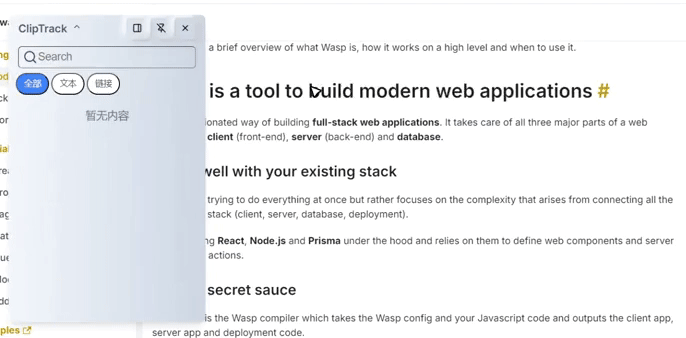 ClipTrack
Search
全部 文本 链接
暂无内容
a brief overview of what Wasp is, how it works on a high level and when to use it.
is a tool to build modern web applications #
ionated way of building full-stack web applications. It takes care of all three major parts of a web
client (front-end), server (back-end) and database.
well with your existing stack
trying to do everything at once but rather focuses on the complexity that arises from connecting all the
stack (client, server, database, deployment).
ng React, Node.js and Prisma under the hood and relies on them to define web components and server
actions.
secret sauce
is the Wasp compiler which takes the Wasp config and your Javascript code and outputs the client app,
server app and deployment code.
ples